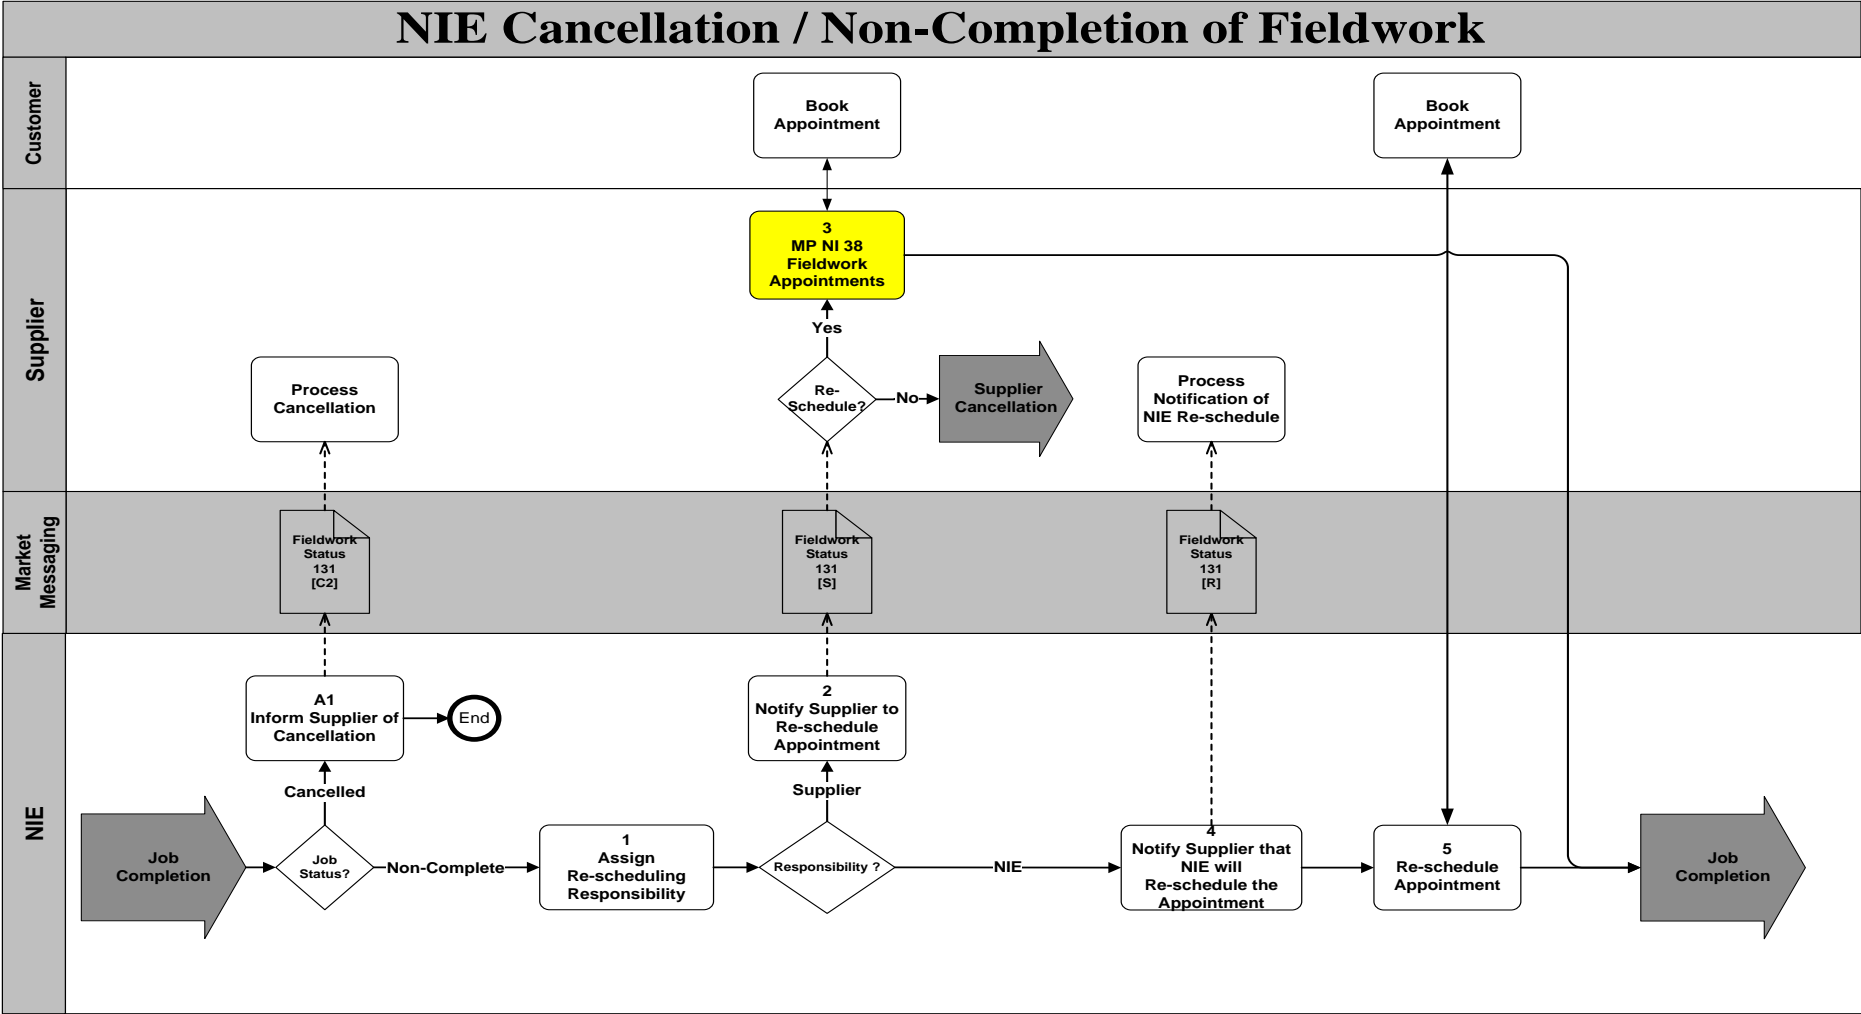 NIE Cancellation / Non-Completion of Fieldwork
Customer
Book
Appointment
Book
Appointment
Supplier
3
MP NI 38
Fieldwork
Appointments
Yes
Re-
Schedule?
No
Supplier
Cancellation
Process
Cancellation
Process
Notification of
NIE Re-schedule
Market
Messaging
Fieldwork
Status
131
[C2]
Fieldwork
Status
131
[S]
Fieldwork
Status
131
[R]
NIE
A1
Inform Supplier of
Cancellation
End
2
Notify Supplier to
Re-schedule
Appointment
Cancelled
Supplier
Job
Completion
Job
Status?
Non-Complete
1
Assign
Re-scheduling
Responsibility
Responsibility ?
NIE
4
Notify Supplier that
NIE will
Re-schedule the
Appointment
5
Re-schedule
Appointment
Job
Completion